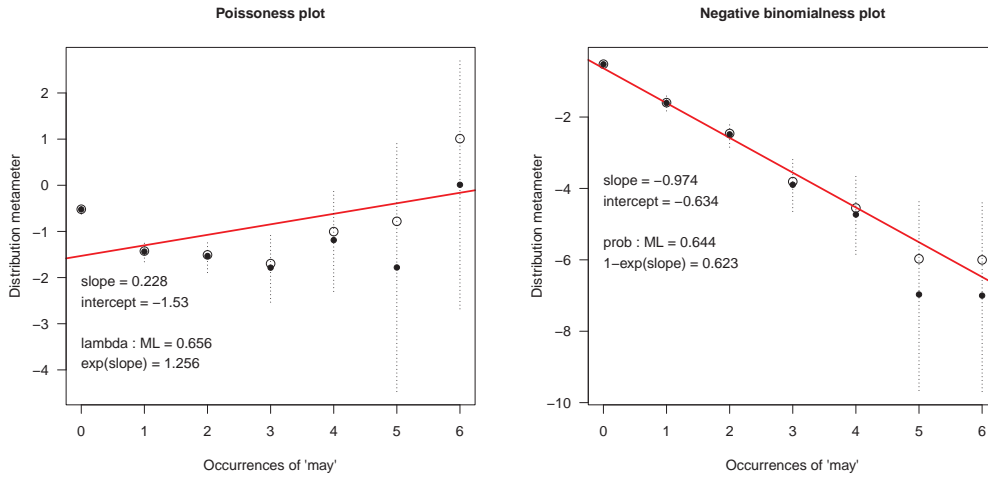 Poissoness plot
Distribution metameter
2
1
0
−1
−2
−3
−4
slope = 0.228
intercept = −1.53
lambda : ML = 0.656
exp(slope) = 1.256
0 1 2 3 4 5 6
Occurrences of 'may'
Negative binomialness plot
Distribution metameter
−2
−4
−6
−8
−10
slope = −0.974
intercept = −0.634
prob : ML = 0.644
1−exp(slope) = 0.623
0 1 2 3 4 5 6
Occurrences of 'may'